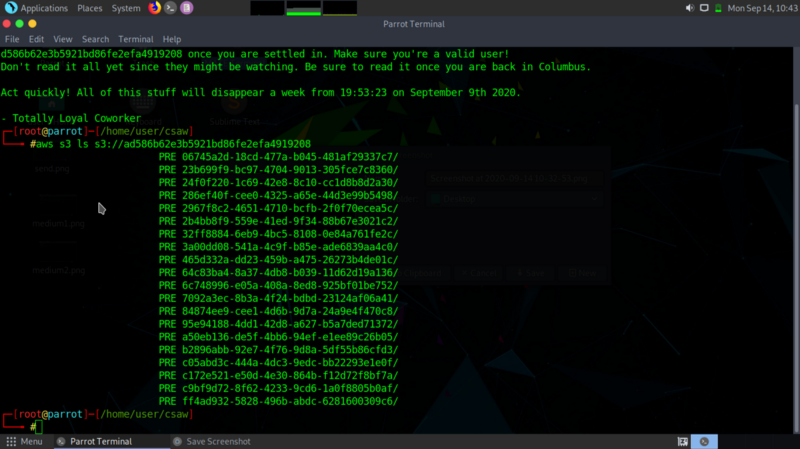 Applications Places System Mon Sep 14, 10:43
Parrot Terminal
File Edit View Search Terminal Help
d586b62e3b5921bd86fe2efa4919208 once you are settled in. Make sure you're a valid user!
Don't read it all yet since they might be watching. Be sure to read it once you are back in Columbus.
Act quickly! All of this stuff will disappear a week from 19:53:23 on September 9th 2020.
- Totally Loyal Coworker
[root@parrot]-[/home/user/csaw]
#aws s3 ls s3://ad586b62e3b5921bd86fe2efa4919208
PRE 06745a2d-18cd-477a-b045-481af29337c7/
PRE 23b699f9-bc97-4704-9013-305fce7c8360/
PRE 24f0f220-1c69-42e8-8c10-cc1d8b8d2a30/
PRE 286ef40f-cee0-4325-a65e-44d3e99b5498/
PRE 2967f8c2-4651-4710-bcfb-2f0f70ecea5c/
PRE 2b4bb8f9-559e-41ed-9f34-88b67e3021c2/
PRE 32ff8884-6eb9-4bc5-8108-0e84a761fe2c/
PRE 3a00dd08-541a-4c9f-b85e-ade6839aa4c0/
PRE 465d332a-dd23-459b-a475-26273b4de01c/
PRE 64c83ba4-8a37-4db8-b039-11d62d19a136/
PRE 6c748996-e05a-408a-8ed8-925bf01be752/
PRE 7092a3ec-8b3a-4f24-bdbd-23124af06a41/
PRE 84874ee9-cee1-4d6b-9d7a-24a9e4f470c8/
PRE 95e94188-4dd1-42d8-a627-b5a7ded71372/
PRE a50eb136-de5f-4bb6-94ef-e1ee89c26b05/
PRE b2896abb-92e7-4f76-9d8a-5df55b86cfd3/
PRE c05abd3c-444a-4dc3-9edc-bb22293e1e0f/
PRE c172e521-e50d-4e30-864b-f12d72f8bf7a/
PRE c9bf9d72-8f62-4233-9cd6-1a0f8805b0af/
PRE ff4ad932-5828-496b-abdc-6281600309c6/
[root@parrot]-[/home/user/csaw]
#
Menu Parrot Terminal Save Screenshot